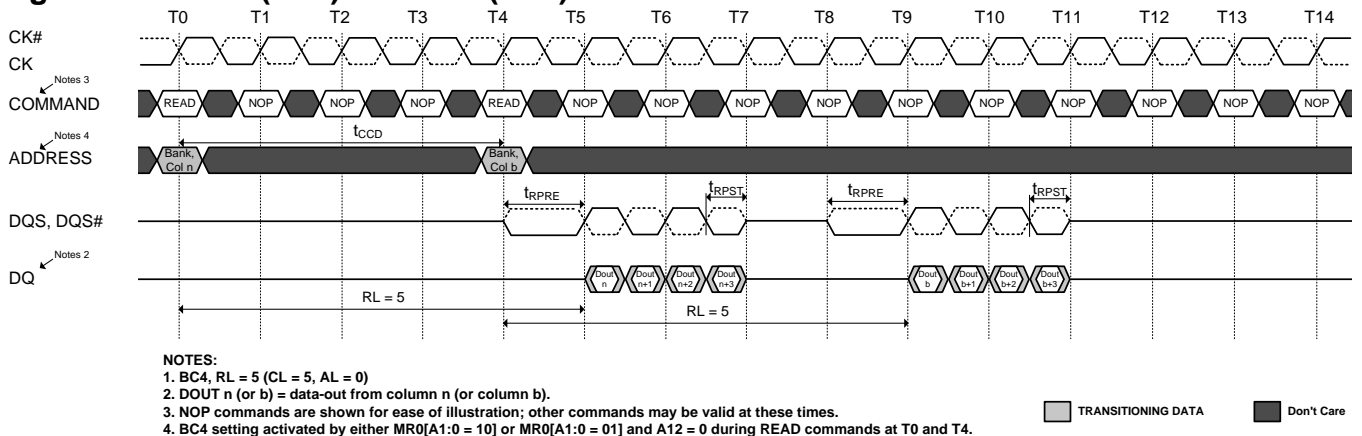 T0 T1 T2 T3 T4 T5 T6 T7 T8 T9 T10 T11 T12 T13 T14
CK#
CK
Notes 3
COMMAND READ NOP NOP NOP READ NOP NOP NOP NOP NOP NOP NOP NOP NOP NOP
tCCD
Notes 4
ADDRESS
Bank, Col n
Bank, Col b
tRPRE tRPST tRPRE tRPST
DQS, DQS#
Notes 2
DQ
Dout n
Dout n+1
Dout n+2
Dout n+3
Dout b
Dout b+1
Dout b+2
Dout b+3
RL = 5
RL = 5
NOTES:
1. BC4, RL = 5 (CL = 5, AL = 0)
2. DOUT n (or b) = data-out from column n (or column b).
3. NOP commands are shown for ease of illustration; other commands may be valid at these times.
4. BC4 setting activated by either MR0[A1:0 = 10] or MR0[A1:0 = 01] and A12 = 0 during READ commands at T0 and T4.
TRANSITIONING DATA
Don't Care